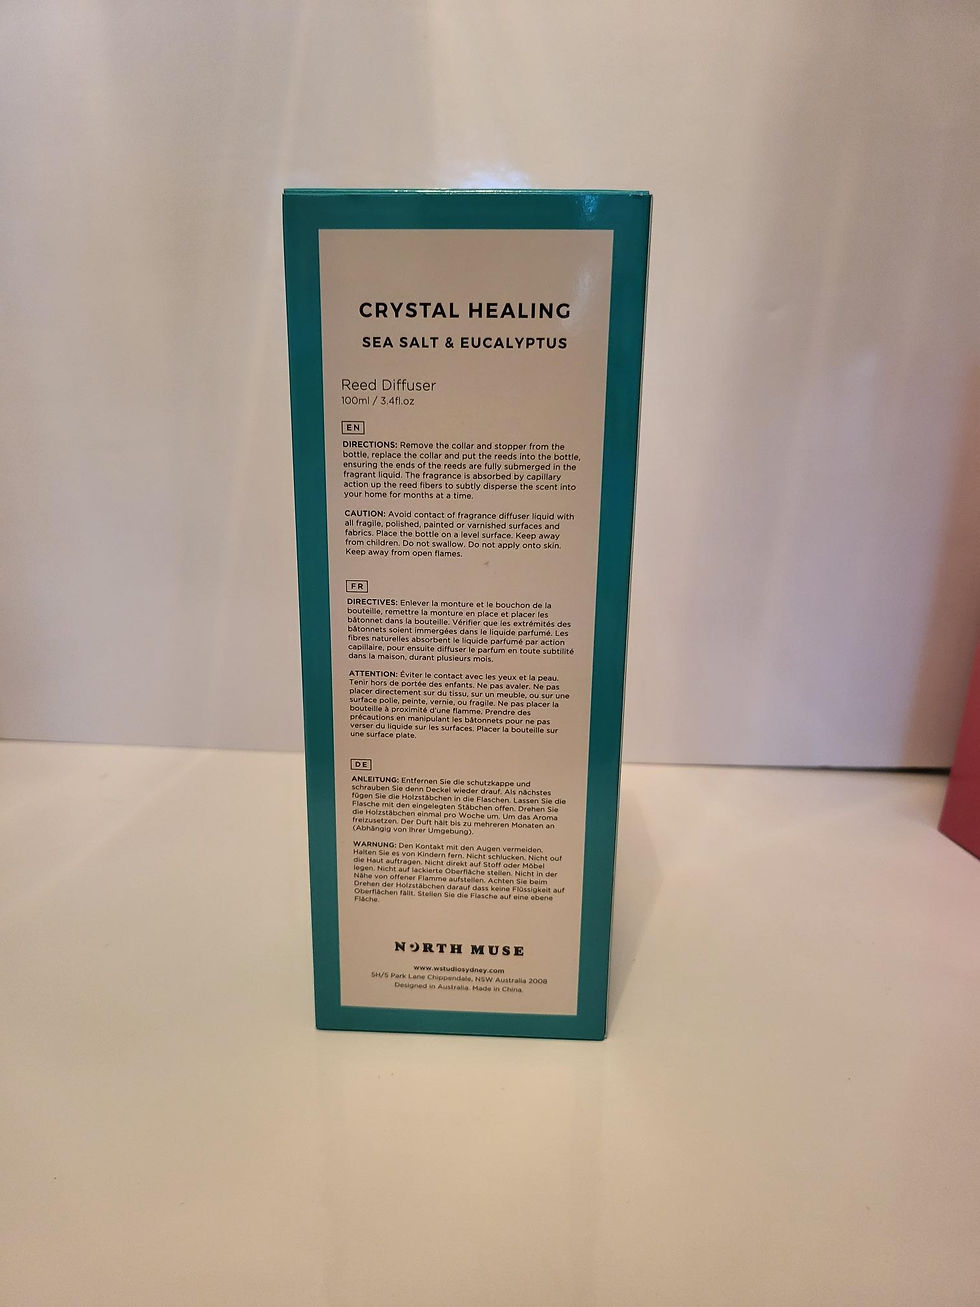 CRYSTAL HEALING
SEA SALT & EUCALYPTUS
Reed Diffuser
100ml / 3.4fl.oz
EN
DIRECTIONS: Remove the collar and stopper from the
bottle, replace the collar and put the reeds into the bottle,
ensuring the ends of the reeds are fully submerged in the
fragrant liquid. The fragrance is absorbed by capillary
action up the reed fibers to subtly disperse the scent into
your home for months at a time.
CAUTION: Avoid contact of fragrance diffuser liquid with
all fragile, polished, painted or varnished surfaces and
fabrics. Place the bottle on a level surface. Keep away
from children. Do not swallow. Do not apply onto skin.
Keep away from open flames.
FR
DIRECTIVES: Enlever la monture et le bouchon de la
bouteille, remettre la monture en place et placer les
bâtonnet dans la bouteille. Vérifier que les extrémités des
bâtonnets soient immergées dans le liquide parfumé. Les
fibres naturelles absorbent le liquide parfumé par action
capillaire, pour ensuite diffuser le parfum en toute subtilité
dans la maison, durant plusieurs mois.
ATTENTION: Éviter le contact avec les yeux et la peau.
Tenir hors de portée des enfants. Ne pas avaler. Ne pas
placer directement sur du tissu, sur un meuble, ou sur une
surface polie, peinte, vernie, ou fragile. Ne pas placer la
bouteille à proximité d'une flamme. Prendre des
précautions en manipulant les bâtonnets pour ne pas
verser du liquide sur les surfaces. Placer la bouteille sur
une surface plate.
DE
ANLEITUNG: Entfernen Sie die schutzkappe und
schrauben Sie denn Deckel wieder drauf. Als nächstes
fügen Sie die Holzstäbchen in die Flaschen. Lassen Sie die
Flasche mit den eingelegten Stäbchen offen. Drehen Sie
die Holzstäbchen einmal pro Woche um. Um das Aroma
freizusetzen. Der Duft hält bis zu mehreren Monaten an
(Abhängig von Ihrer Umgebung).
WARNUNG: Den Kontakt mit den Augen vermeiden.
Halten Sie es von Kindern fern. Nicht schlucken. Nicht auf
die Haut auftragen. Nicht direkt auf Stoff oder Möbel
legen. Nicht auf lackierte Oberfläche stellen. Nicht in der
Nähe von offener Flamme aufstellen. Achten Sie beim
Drehen der Holzstäbchen darauf dass keine Flüssigkeit auf
Oberflächen fällt. Stellen Sie die Flasche auf eine ebene
Fläche.
NORTH MUSE
www.wstudiosydney.com
5H/5 Park Lane Chippendale, NSW Australia 2008
Designed in Australia. Made in China.